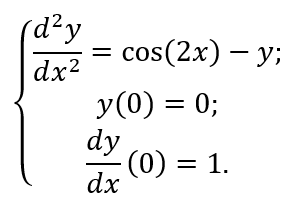 d²y/dx² = cos(2x) − y;
y(0) = 0;
dy/dx (0) = 1.